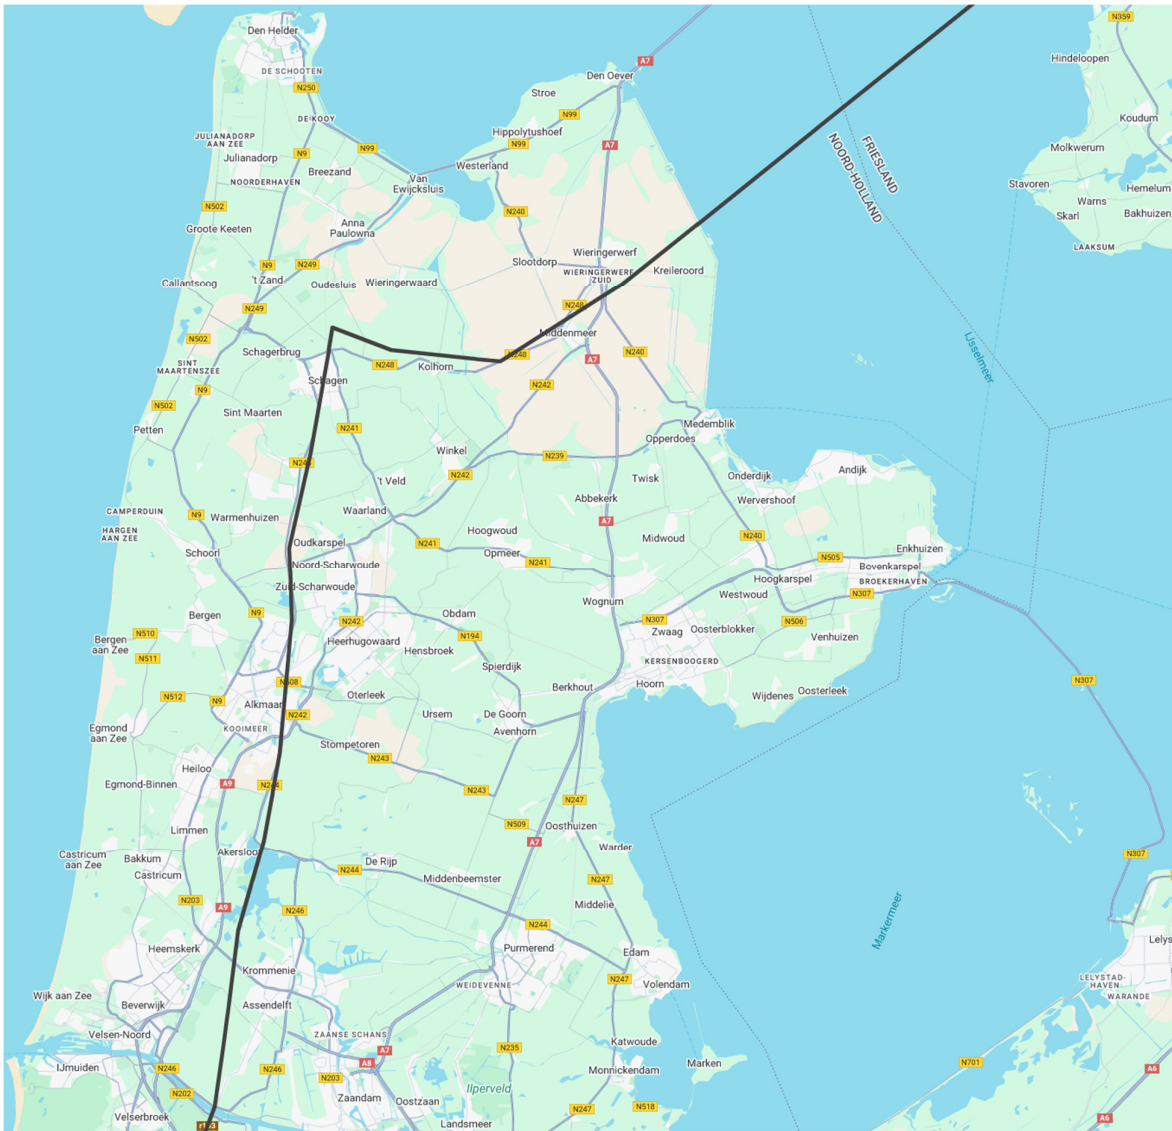 N359
Den Helder
Hindeloopen
A7
Den Oever
DE SCHOOTEN
N250
Stroe
N99
DE KOOY
Koudum
Hippolytushoef
JULIANADORP
AAN ZEE
N9
N99
N99
A7
FRIESLAND
NOORD-HOLLAND
Molkwerum
Julianadorp
Breezand
Westerland
NOORDERHAVEN
Van
Ewijcksluis
Stavoren
Hemelum
Warns
N502
N240
Skarl
Bakhuizen
Groote Keeten
Anna
Paulowna
LAAKSUM
Wieringerwerf
Slootdorp
N9
N249
WIERINGERWERF
ZUID
Kreileroord
't Zand
Callantsoog
Oudesluis
Wieringerwaard
N249
N248
N502
Middenmeer
IJsselmeer
Schagerbrug
N248
N240
SINT
MAARTENSZEE
N248
Kolhorn
A7
Schagen
N242
N9
N502
Sint Maarten
Petten
N241
Medemblik
Opperdoes
Winkel
N239
N242
Andijk
Onderdijk
Twisk
't Veld
Wervershoof
Abbekerk
CAMPERDUIN
N9
Warmenhuizen
Waarland
A7
HARGEN
AAN ZEE
Hoogwoud
Midwoud
N240
Oudkarspel
N241
Enkhuizen
Schoorl
Opmeer
N241
N505
Noord-Scharwoude
Bovenkarspel
Hoogkarspel
BROEKERHAVEN
Zuid-Scharwoude
Westwoud
N307
Wognum
Bergen
N9
Obdam
N242
N307
N506
Bergen
aan Zee
N510
Heerhugowaard
N194
Zwaag
Oosterblokker
Venhuizen
Hensbroek
N511
Spierdijk
KERSENBOOGERD
N307
N508
Berkhout
Hoorn
N512
N9
Oterleek
Wijdenes
Oosterleek
Alkmaar
N242
Ursem
De Goorn
Egmond
aan Zee
KOOIMEER
Avenhorn
Stompetoren
N243
Heiloo
Egmond-Binnen
A9
N243
N247
Limmen
N509
Oosthuizen
A7
Warder
Castricum
aan Zee
Bakkum
Akersloot
De Rijp
N307
Castricum
N244
Middenbeemster
N247
N203
A9
N246
Middelie
Markermeer
N244
Heemskerk
Purmerend
Edam
Lelys
Krommenie
N247
LELYSTAD-
HAVEN
WEIDEVENNE
Volendam
WARANDE
Wijk aan Zee
Beverwijk
Assendelft
Velsen-Noord
ZAANSE SCHANS
Katwoude
A7
N235
A8
Marken
N701
IJmuiden
N246
N246
N203
Monnickendam
A6
Ilperveld
N202
Zaandam
Oostzaan
N247
N518
Velserbroek
Landsmeer
A6